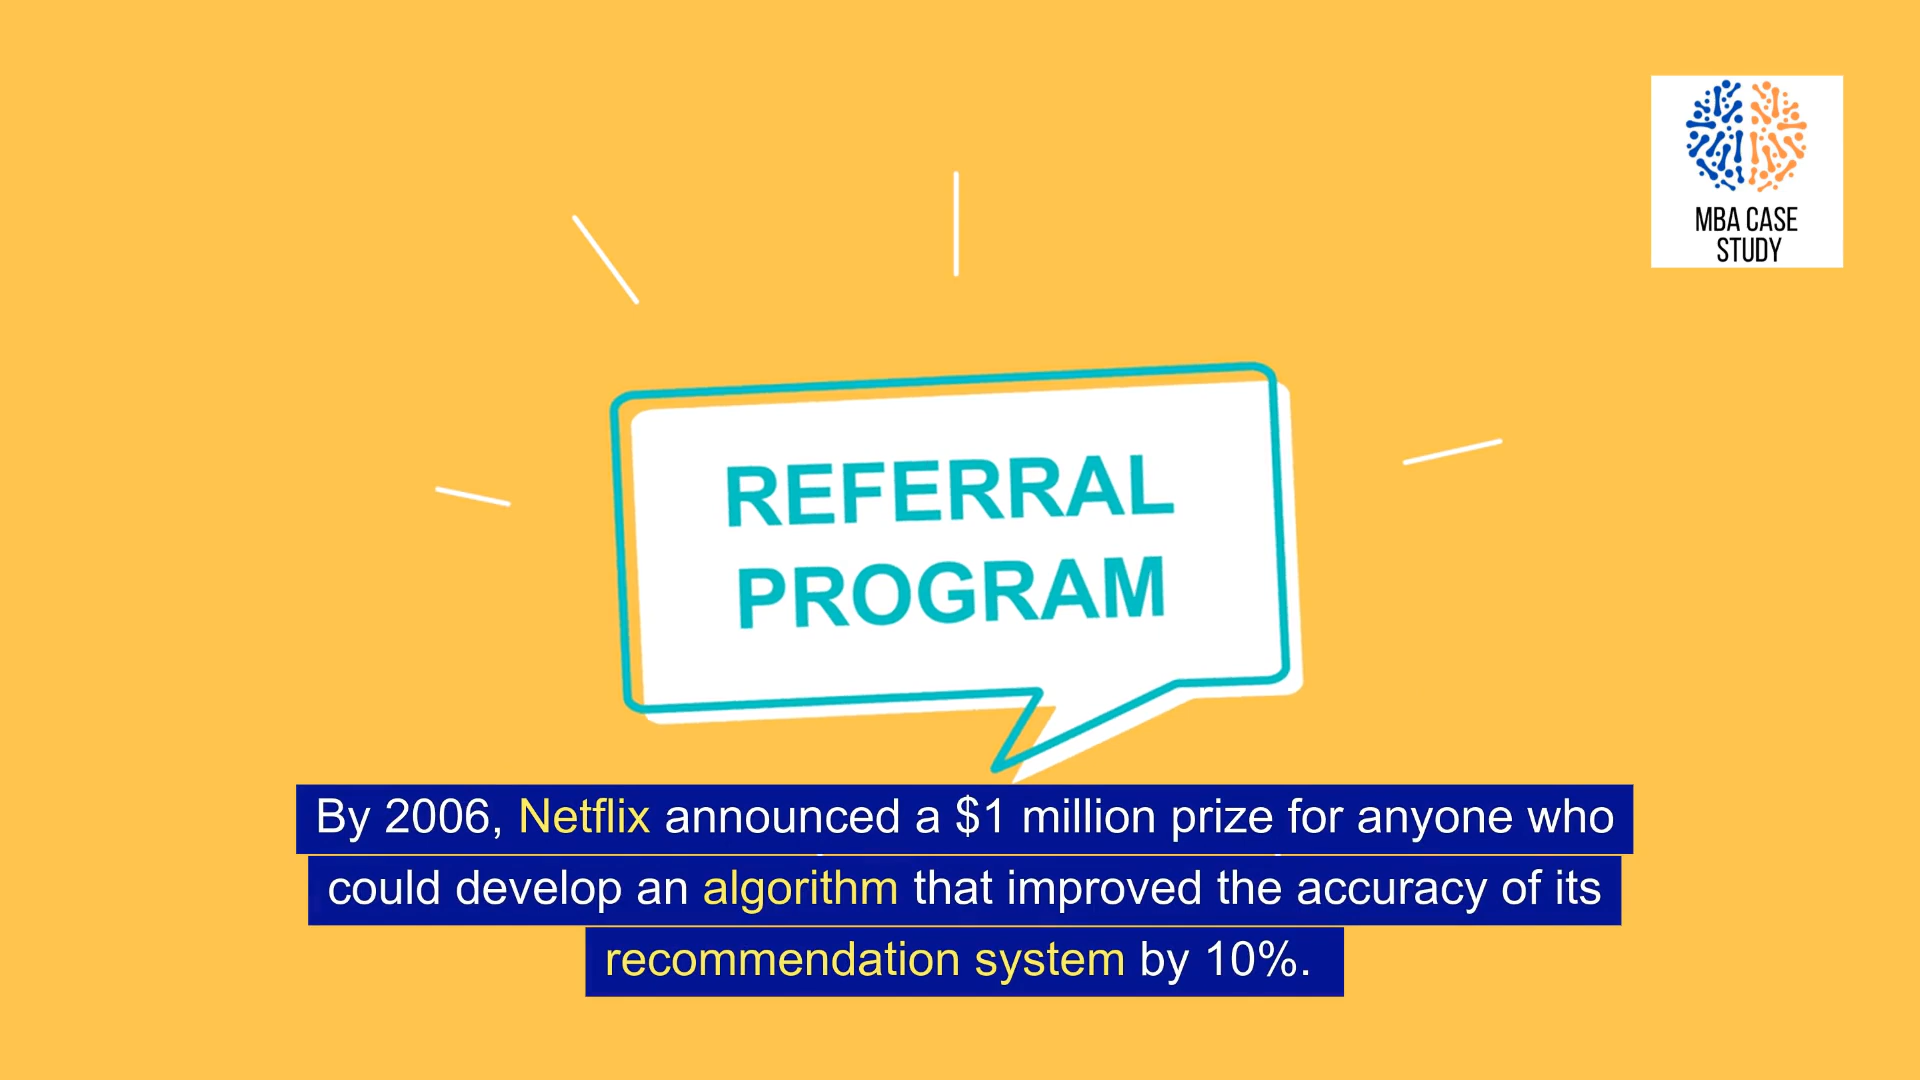 MBA CASE
STUDY
REFERRAL
PROGRAM
By 2006, Netflix announced a $1 million prize for anyone who
could develop an algorithm that improved the accuracy of its
recommendation system by 10%.